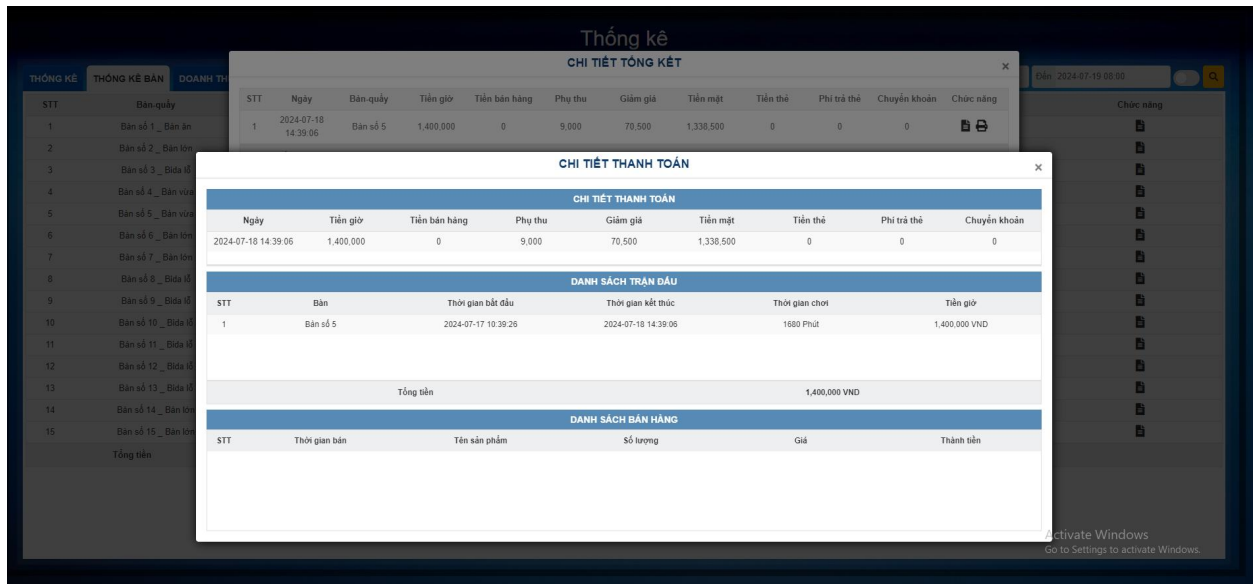 Thống kê
CHI TIẾT TỔNG KẾT ×
THỐNG KÊ THỐNG KÊ BÀN DOANH TH Đến 2024-07-19 08:00
STT Bàn-quầy Chức năng
STT Ngày Bàn-quầy Tiền giờ Tiền bán hàng Phụ thu Giảm giá Tiền mặt Tiền thẻ Phí trả thẻ Chuyển khoản Chức năng
1 2024-07-18 14:39:06 Bàn số 5 1,400,000 0 9,000 70,500 1,338,500 0 0 0
1 Bàn số 1 _ Bàn ăn
2 Bàn số 2 _ Bàn lớn
3 Bàn số 3 _ Bida lỗ
4 Bàn số 4 _ Bàn vừa
5 Bàn số 5 _ Bàn vừa
6 Bàn số 6 _ Bàn lớn
7 Bàn số 7 _ Bàn lớn
8 Bàn số 8 _ Bida lỗ
9 Bàn số 9 _ Bida lỗ
10 Bàn số 10 _ Bida lỗ
11 Bàn số 11 _ Bida lỗ
12 Bàn số 12 _ Bida lỗ
13 Bàn số 13 _ Bida lỗ
14 Bàn số 14 _ Bàn lớn
15 Bàn số 15 _ Bàn lớn
Tổng tiền
CHI TIẾT THANH TOÁN ×
CHI TIẾT THANH TOÁN
Ngày Tiền giờ Tiền bán hàng Phụ thu Giảm giá Tiền mặt Tiền thẻ Phí trả thẻ Chuyển khoản
2024-07-18 14:39:06 1,400,000 0 9,000 70,500 1,338,500 0 0 0
DANH SÁCH TRẬN ĐẤU
STT Bàn Thời gian bắt đầu Thời gian kết thúc Thời gian chơi Tiền giờ
1 Bàn số 5 2024-07-17 10:39:26 2024-07-18 14:39:06 1680 Phút 1,400,000 VND
Tổng tiền 1,400,000 VND
DANH SÁCH BÁN HÀNG
STT Thời gian bán Tên sản phẩm Số lượng Giá Thành tiền
Activate Windows
Go to Settings to activate Windows.